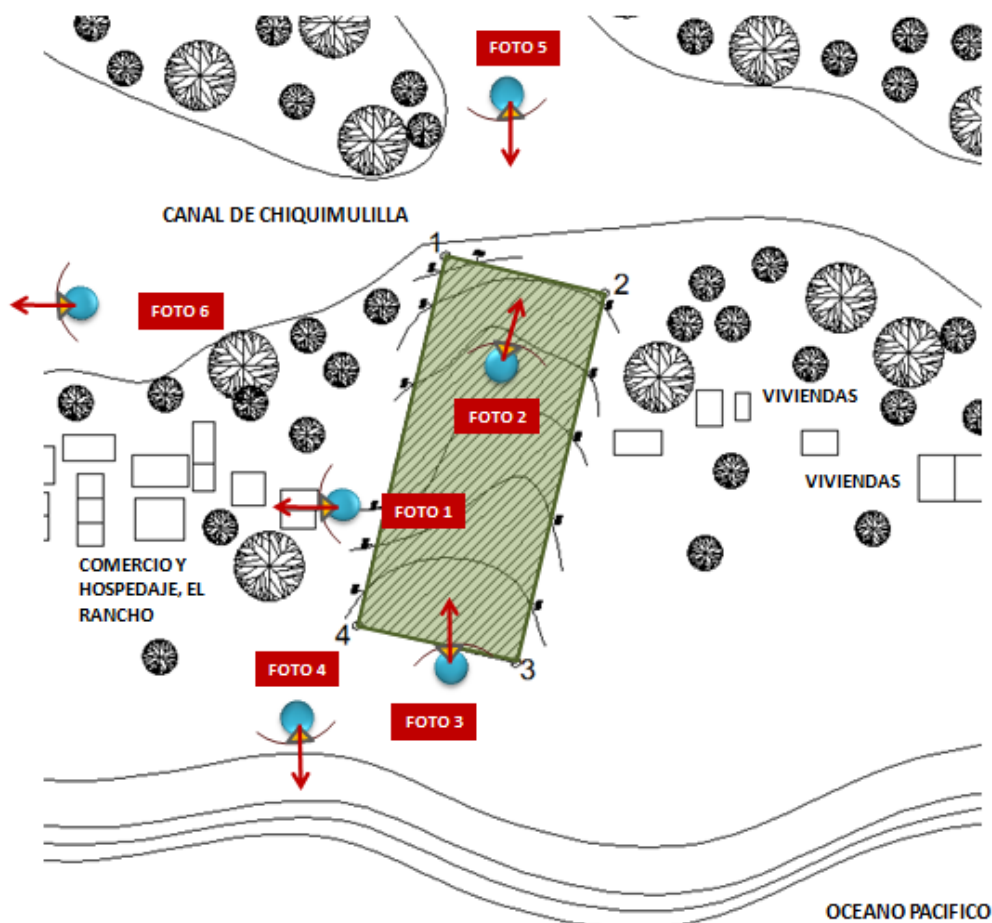 FOTO 5
CANAL DE CHIQUIMULILLA
1
2
FOTO 6
FOTO 2
VIVIENDAS
VIVIENDAS
FOTO 1
COMERCIO Y
HOSPEDAJE, EL
RANCHO
4
3
FOTO 4
FOTO 3
OCEANO PACIFICO